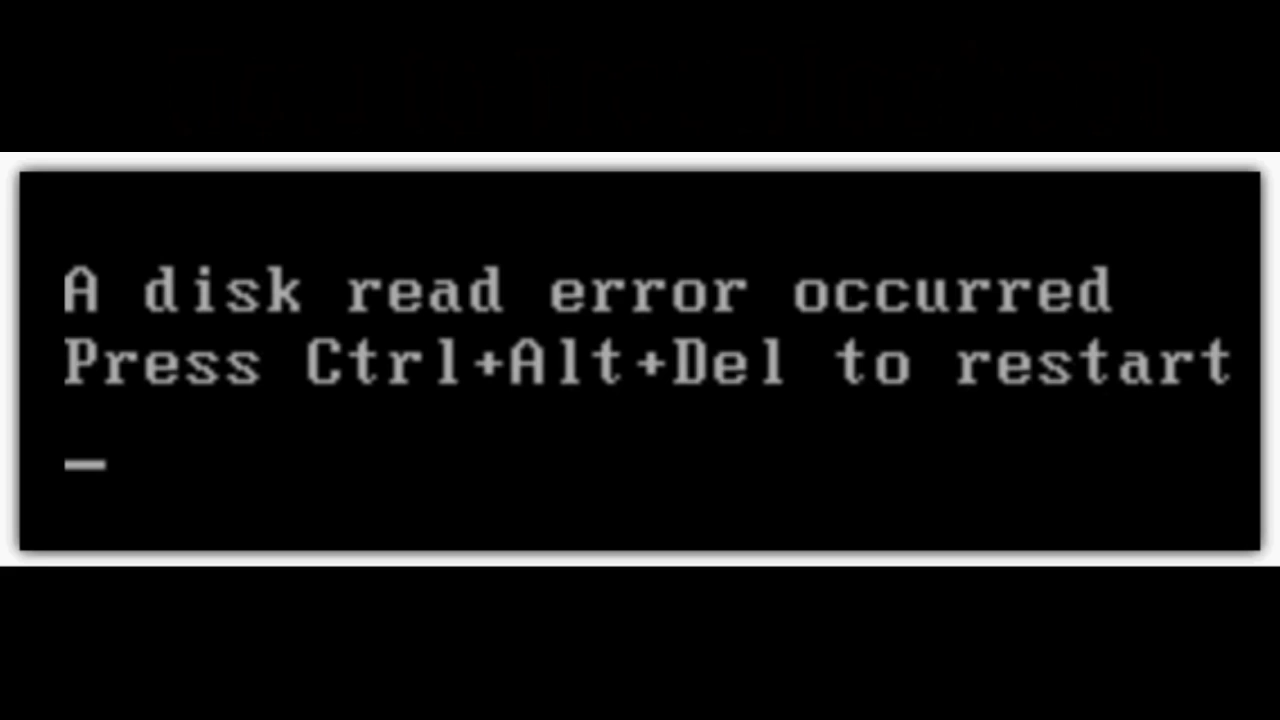 A disk read error occurred
Press Ctrl+Alt+Del to restart
_